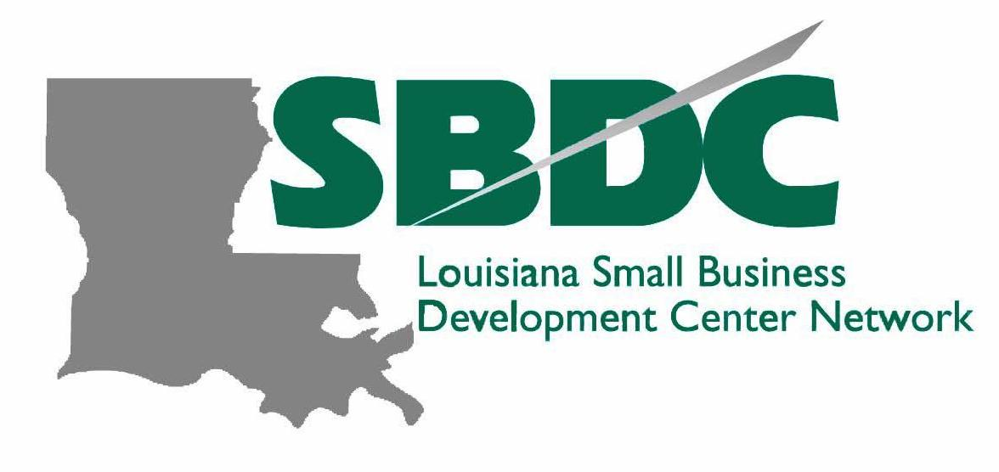 SBDC
Louisiana Small Business
Development Center Network